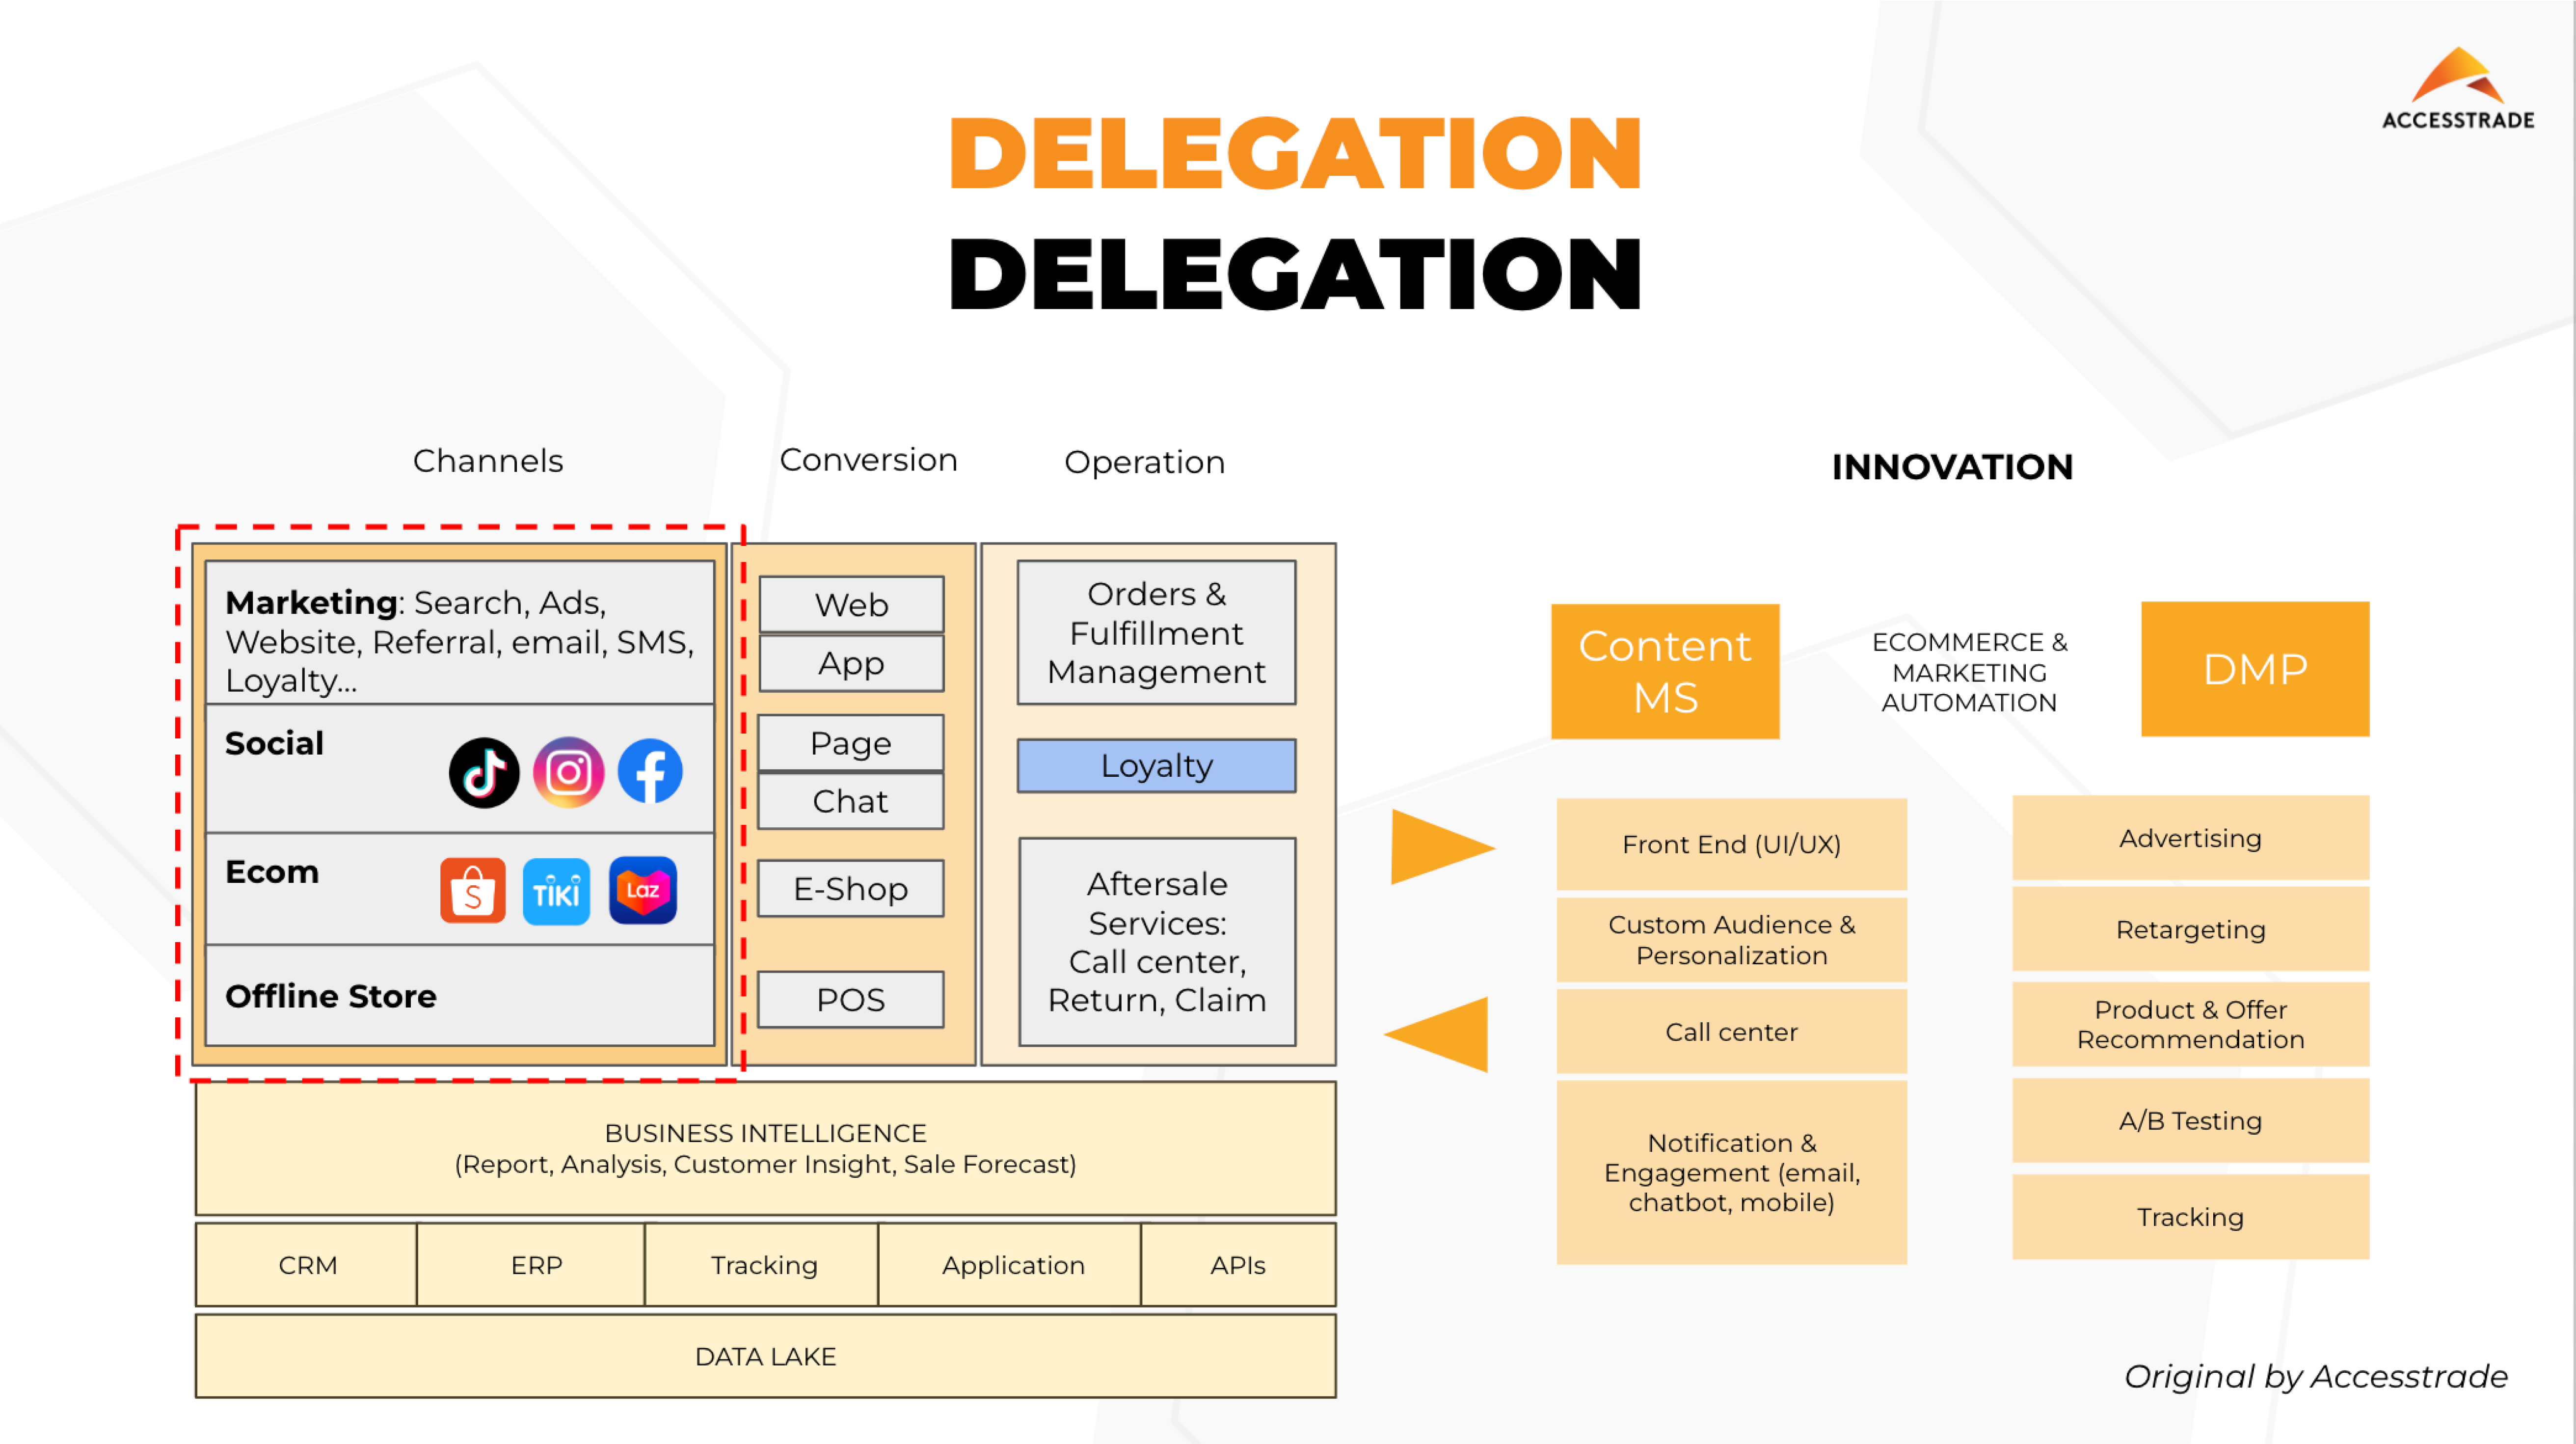 ACCESSTRADE
DELEGATION
DELEGATION
Channels
Conversion
Operation
INNOVATION
Marketing: Search, Ads,
Website, Referral, email, SMS,
Loyalty...
Social
Ecom
TiKi
Laz
Offline Store
Web
App
Page
Chat
E-Shop
POS
Orders &
Fulfillment
Management
Loyalty
Aftersale
Services:
Call center,
Return, Claim
BUSINESS INTELLIGENCE
(Report, Analysis, Customer Insight, Sale Forecast)
CRM
ERP
Tracking
Application
APIs
DATA LAKE
Content
MS
ECOMMERCE &
MARKETING
AUTOMATION
DMP
Front End (UI/UX)
Custom Audience &
Personalization
Call center
Notification &
Engagement (email,
chatbot, mobile)
Advertising
Retargeting
Product & Offer
Recommendation
A/B Testing
Tracking
Original by Accesstrade